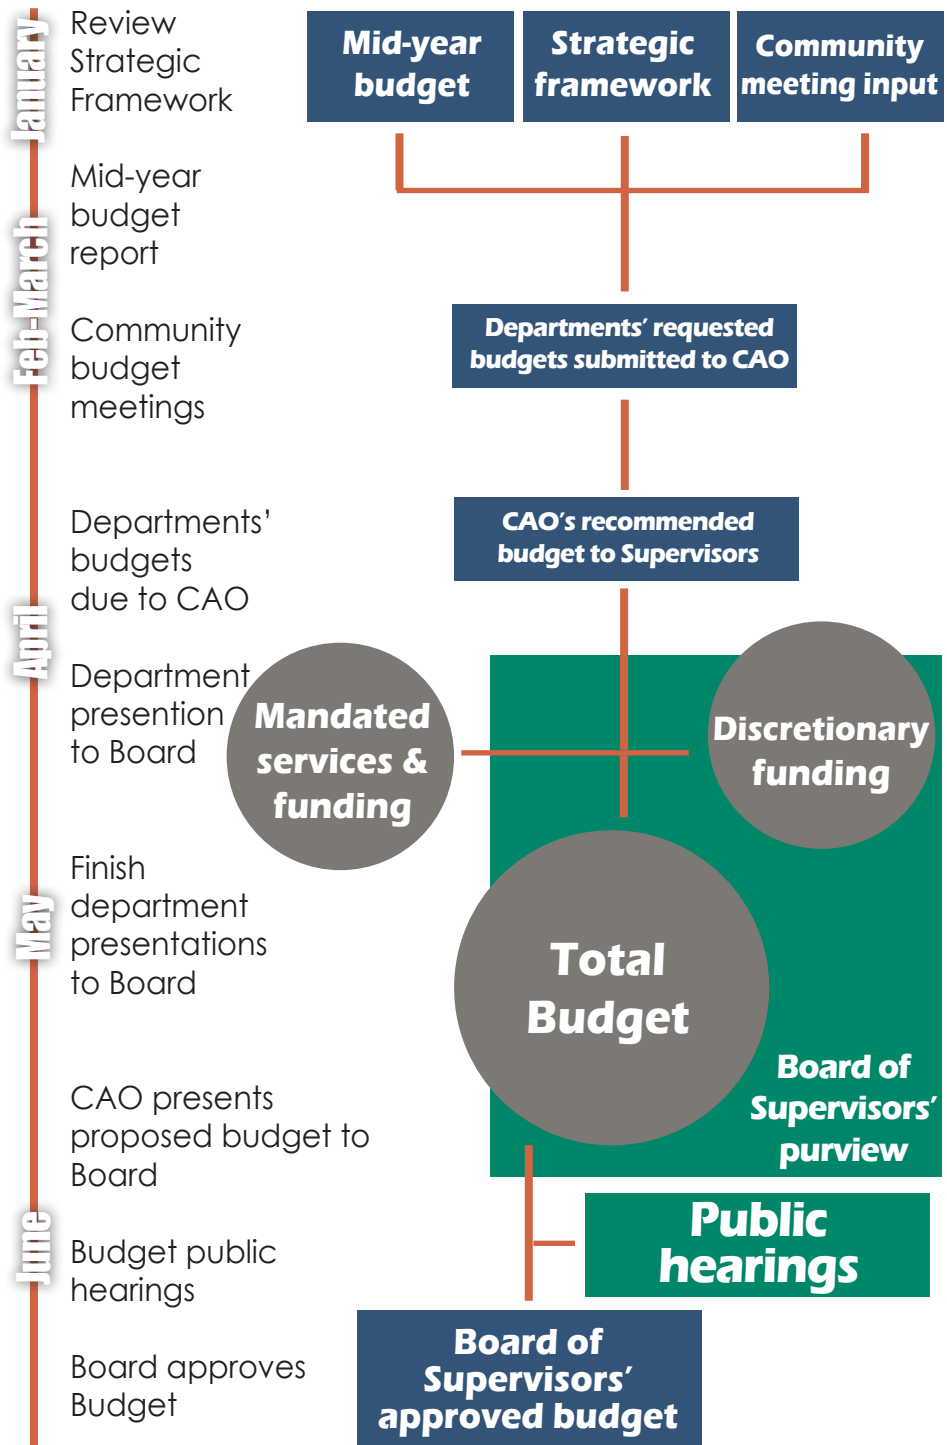 January
Feb-March
April
May
June
Review
Strategic
Framework
Mid-year
budget
report
Community
budget
meetings
Departments’
budgets
due to CAO
Department
presention
to Board
Finish
department
presentations
to Board
CAO presents
proposed budget to
Board
Budget public
hearings
Board approves
Budget
Mid-year
budget
Strategic
framework
Community
meeting input
Departments’ requested
budgets submitted to CAO
CAO’s recommended
budget to Supervisors
Mandated
services &
funding
Discretionary
funding
Total
Budget
Board of
Supervisors’
purview
Public
hearings
Board of
Supervisors’
approved budget